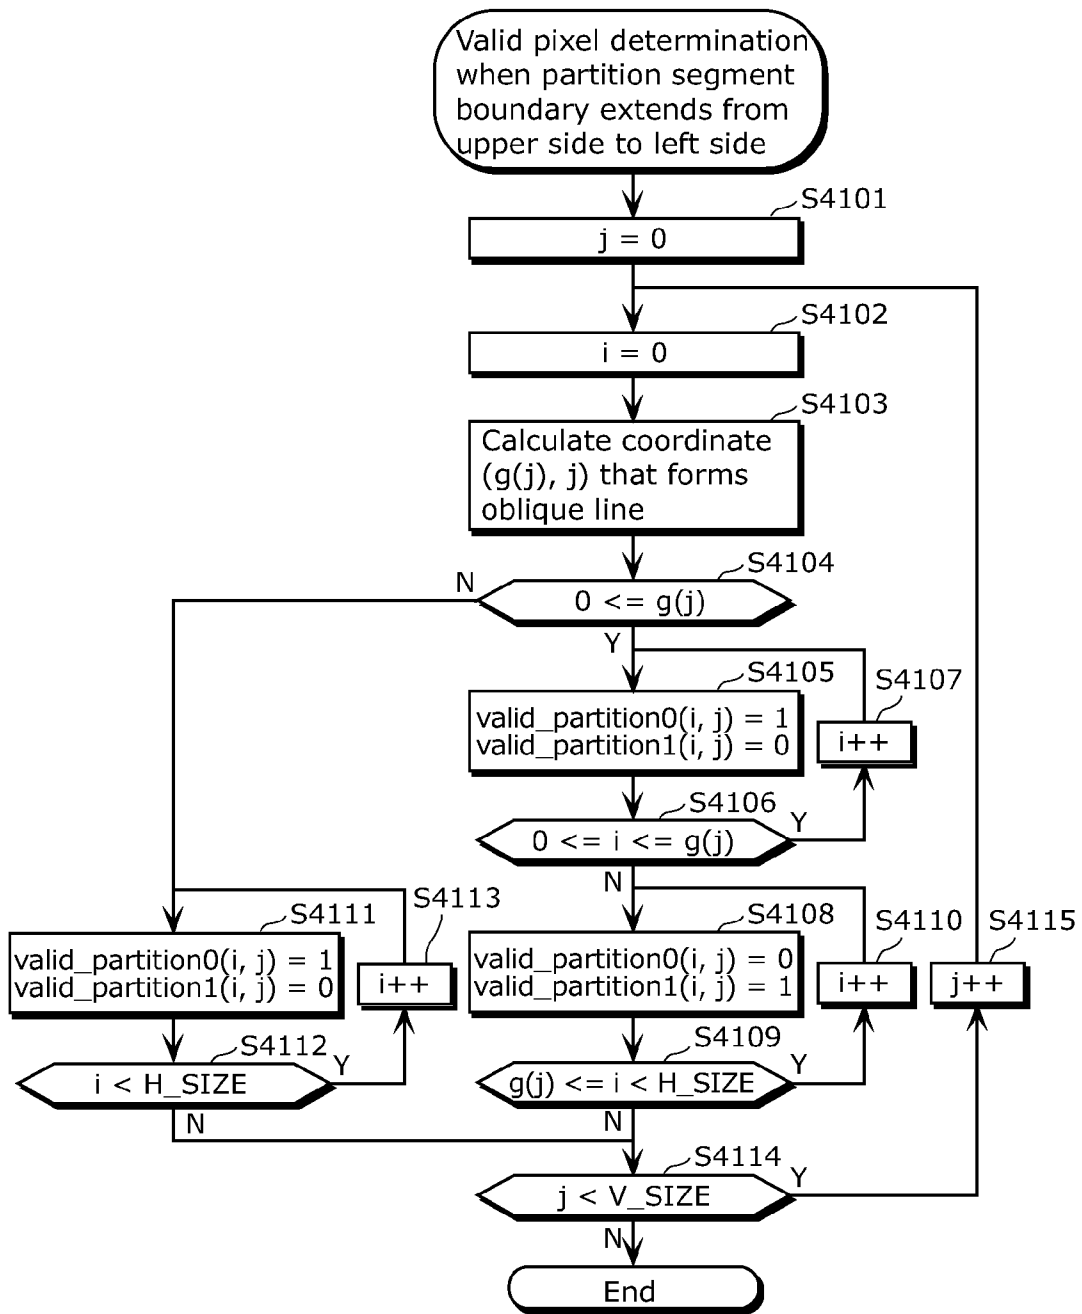 Valid pixel determination
when partition segment
boundary extends from
upper side to left side
S4101
j = 0
S4102
i = 0
S4103
Calculate coordinate
(g(j), j) that forms
oblique line
S4104
N
0 <= g(j)
Y
S4105
S4107
valid_partition0(i, j) = 1
valid_partition1(i, j) = 0
i++
S4106
0 <= i <= g(j)
Y
N
S4111
S4113
S4108
S4110
S4115
valid_partition0(i, j) = 1
valid_partition1(i, j) = 0
i++
valid_partition0(i, j) = 0
valid_partition1(i, j) = 1
i++
j++
S4112
i < H_SIZE
Y
S4109
g(j) <= i < H_SIZE
Y
N
N
S4114
j < V_SIZE
Y
N
End